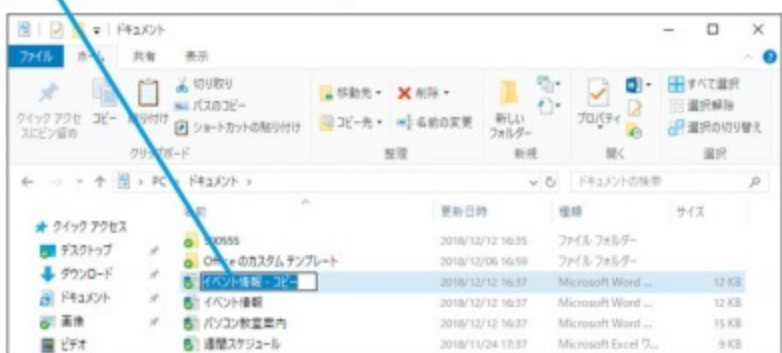 ドキュメント
ファイル ホーム 共有 表示
クイック アクセスにピン留め コピー 貼り付け 切り取り
パスのコピー
ショートカットの貼り付け
移動先 削除
コピー先 名前の変更
新しいフォルダー
プロパティ
すべて選択
選択解除
選択の切り替え
クリップボード 整理 新規 開く 選択
PC › ドキュメント › ドキュメントの検索
名前 更新日時 種類 サイズ
クイック アクセス
デスクトップ
ダウンロード
ドキュメント
画像
ビデオ
500555 2018/12/12 16:35 ファイル フォルダー
Office のカスタム テンプレート 2018/12/06 16:59 ファイル フォルダー
イベント情報 - コピー 2018/12/12 16:37 Microsoft Word ... 12 KB
イベント情報 2018/12/12 16:37 Microsoft Word ... 12 KB
パソコン教室案内 2018/12/12 16:37 Microsoft Word ... 15 KB
週間スケジュール 2018/11/24 17:37 Microsoft Excel ワ... 9 KB